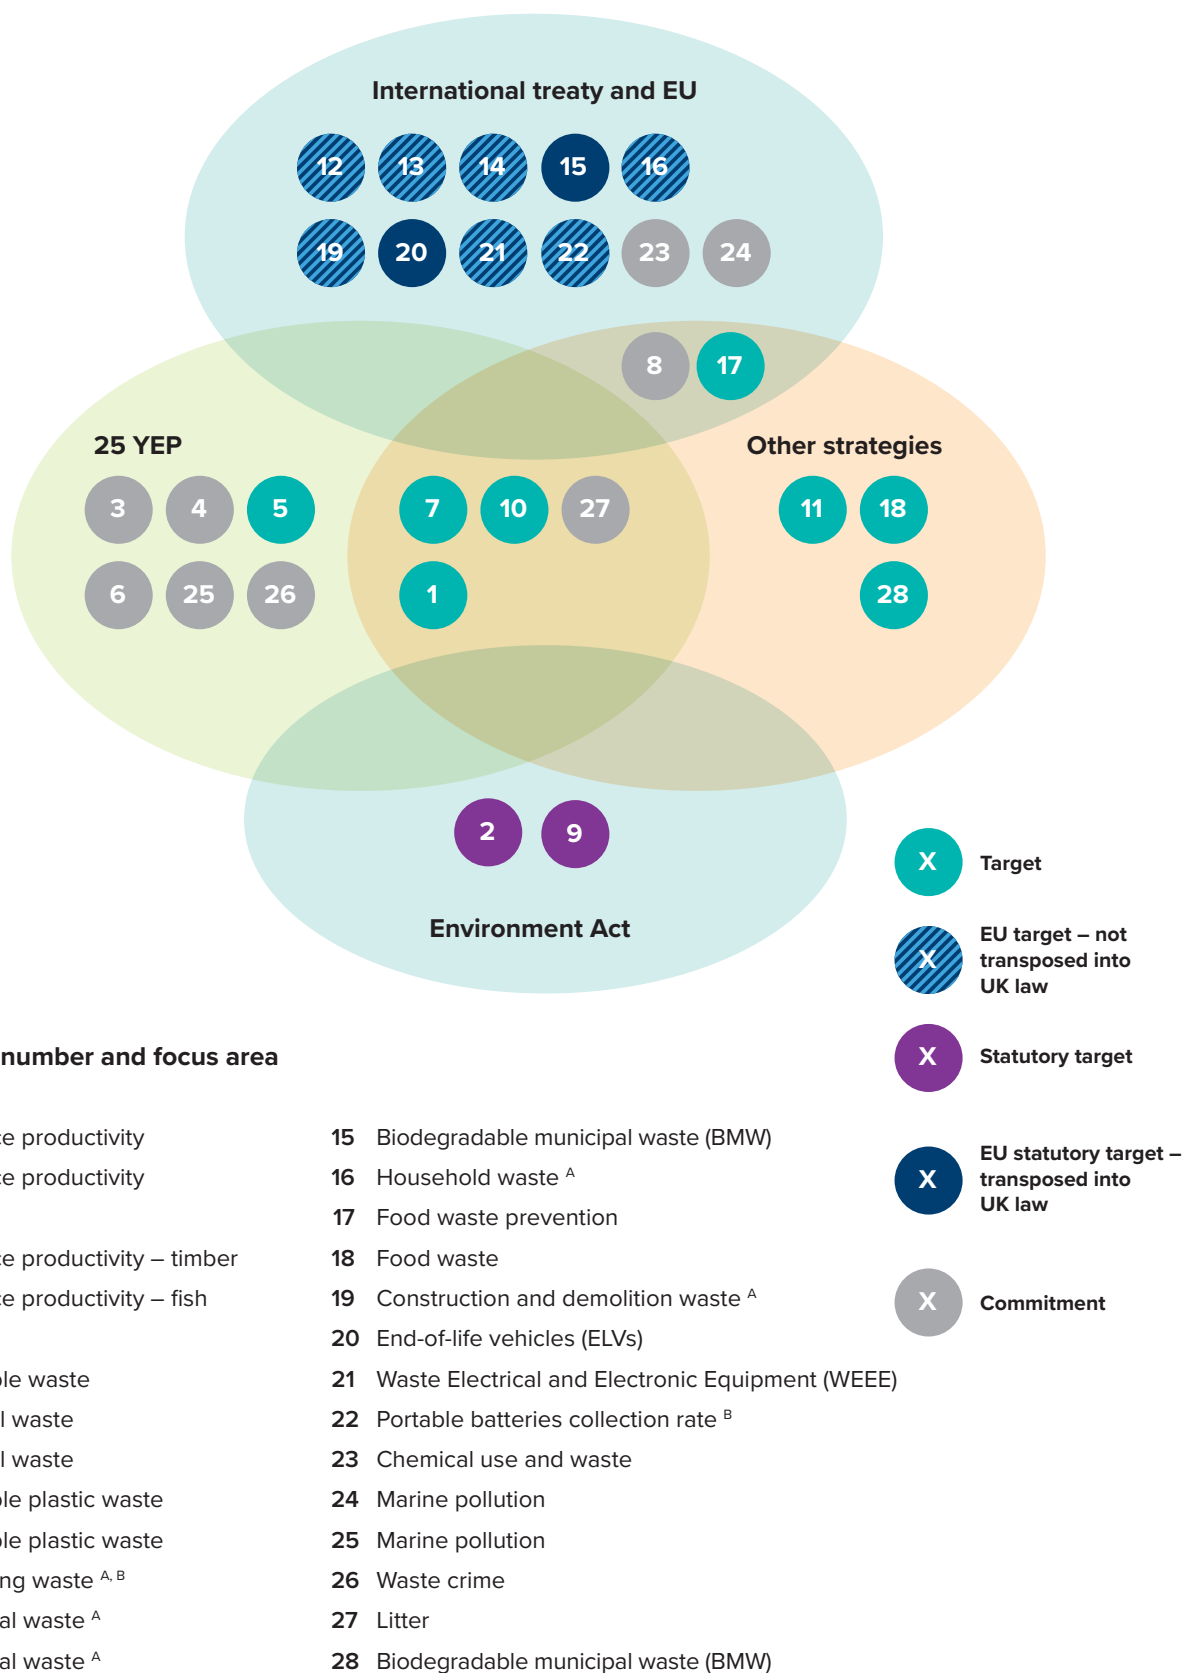 International treaty and EU
12 13 14 15 16
19 20 21 22 23 24
8 17
25 YEP
Other strategies
3 4 5 7 10 27 11 18
6 25 26 1 28
2 9
Environment Act
X Target
X EU target – not
transposed into
UK law
X Statutory target
X EU statutory target –
transposed into
UK law
X Commitment
number and focus area
ce productivity
ce productivity
ce productivity – timber
ce productivity – fish
ple waste
l waste
l waste
ple plastic waste
ple plastic waste
ng waste A, B
al waste A
al waste A
15 Biodegradable municipal waste (BMW)
16 Household waste A
17 Food waste prevention
18 Food waste
19 Construction and demolition waste A
20 End-of-life vehicles (ELVs)
21 Waste Electrical and Electronic Equipment (WEEE)
22 Portable batteries collection rate B
23 Chemical use and waste
24 Marine pollution
25 Marine pollution
26 Waste crime
27 Litter
28 Biodegradable municipal waste (BMW)